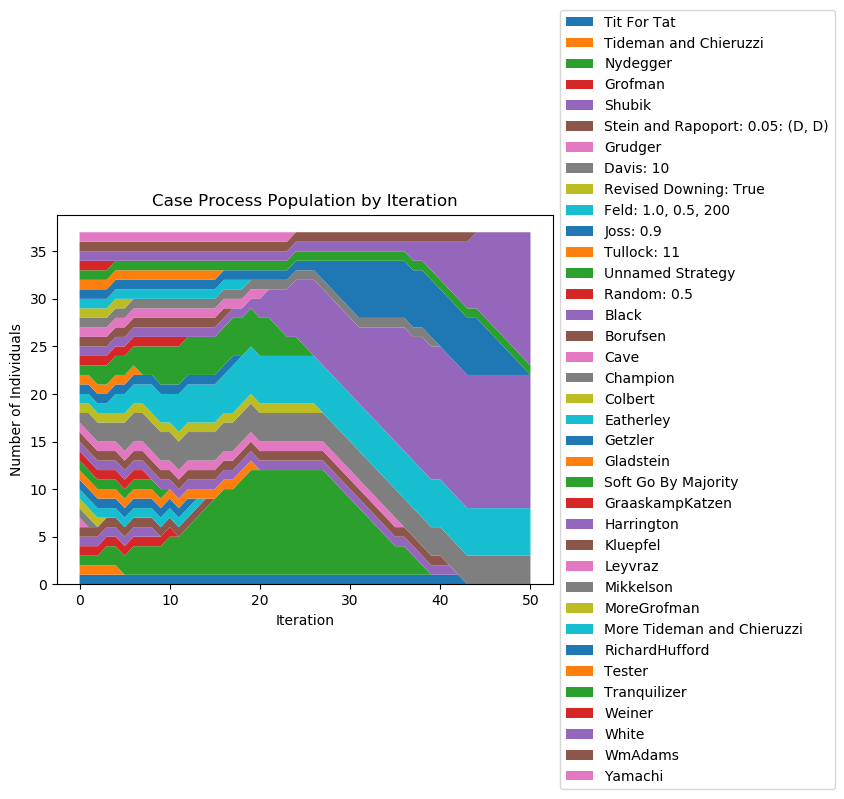 Case Process Population by Iteration
Number of Individuals
35
30
25
20
15
10
5
0
0 10 20 30 40 50
Iteration
Tit For Tat
Tideman and Chieruzzi
Nydegger
Grofman
Shubik
Stein and Rapoport: 0.05: (D, D)
Grudger
Davis: 10
Revised Downing: True
Feld: 1.0, 0.5, 200
Joss: 0.9
Tullock: 11
Unnamed Strategy
Random: 0.5
Black
Borufsen
Cave
Champion
Colbert
Eatherley
Getzler
Gladstein
Soft Go By Majority
GraaskampKatzen
Harrington
Kluepfel
Leyvraz
Mikkelson
MoreGrofman
More Tideman and Chieruzzi
RichardHufford
Tester
Tranquilizer
Weiner
White
WmAdams
Yamachi